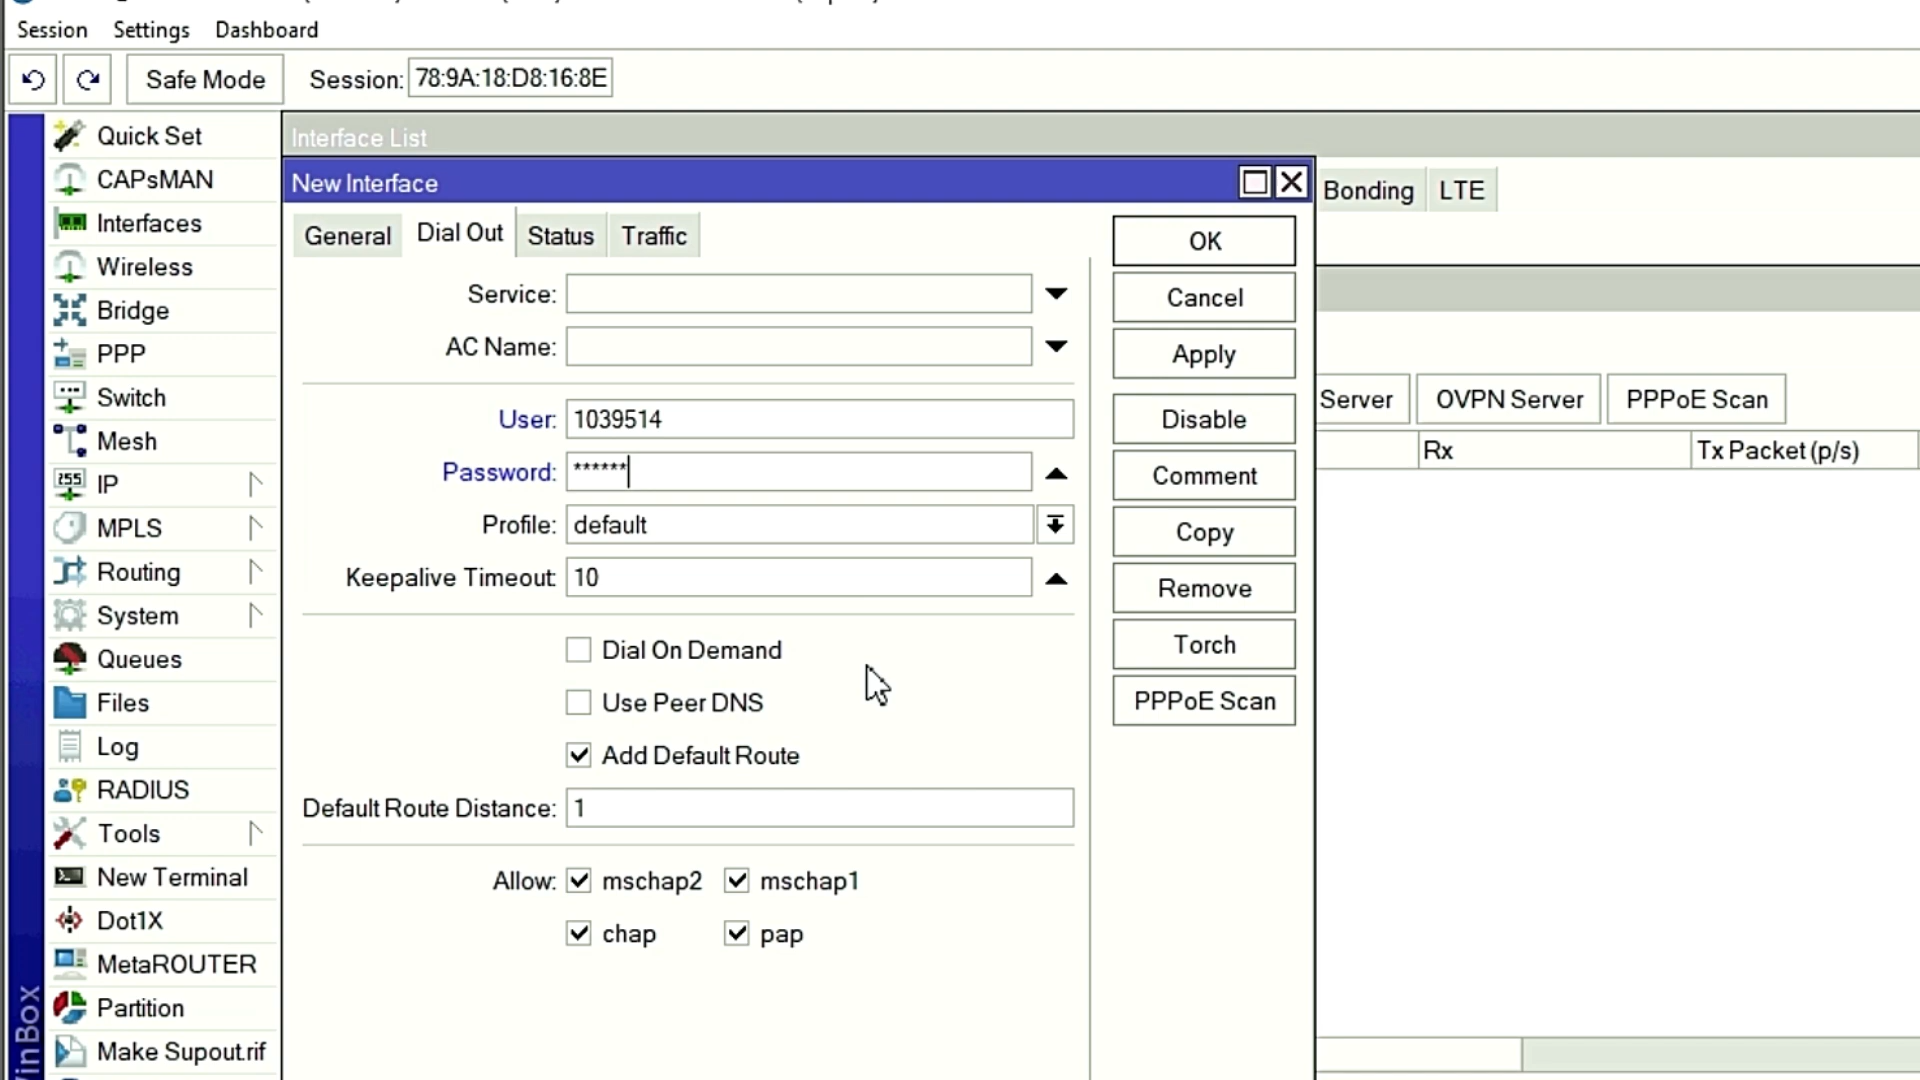 Session Settings Dashboard
Safe Mode Session: 78:9A:18:D8:16:8E
Quick Set
CAPsMAN
Interfaces
Wireless
Bridge
PPP
Switch
Mesh
IP
MPLS
Routing
System
Queues
Files
Log
RADIUS
Tools
New Terminal
Dot1X
MetaROUTER
Partition
Make Supout.rif
Interface List
New Interface
General Dial Out Status Traffic
Service:
AC Name:
User: 1039514
Password: ******
Profile: default
Keepalive Timeout: 10
Dial On Demand
Use Peer DNS
Add Default Route
Default Route Distance: 1
Allow: mschap2 mschap1
chap pap
OK
Cancel
Apply
Disable
Comment
Copy
Remove
Torch
PPPoE Scan
Bonding LTE
Server OVPN Server PPPoE Scan
Rx Tx Packet (p/s)